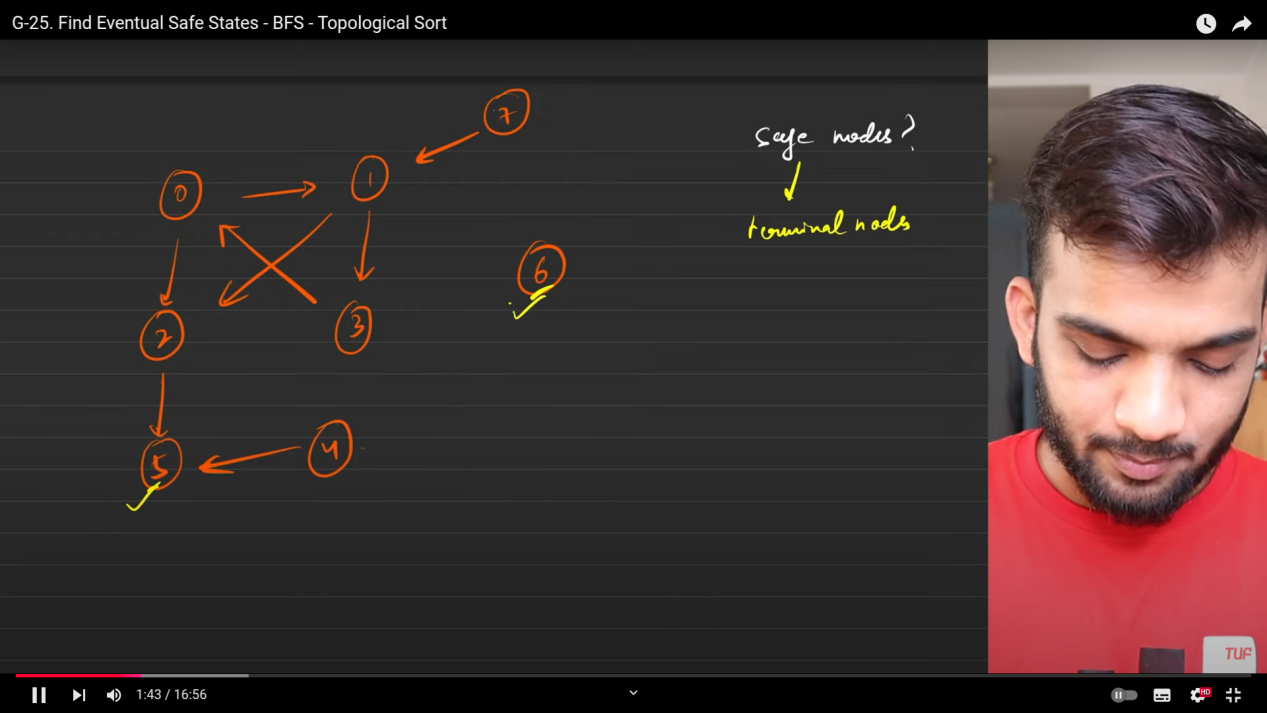 G-25. Find Eventual Safe States - BFS - Topological Sort
7
Safe nodes?
0
1
terminal nodes
6
2
3
4
5
TUF
1:43 / 16:56
HD